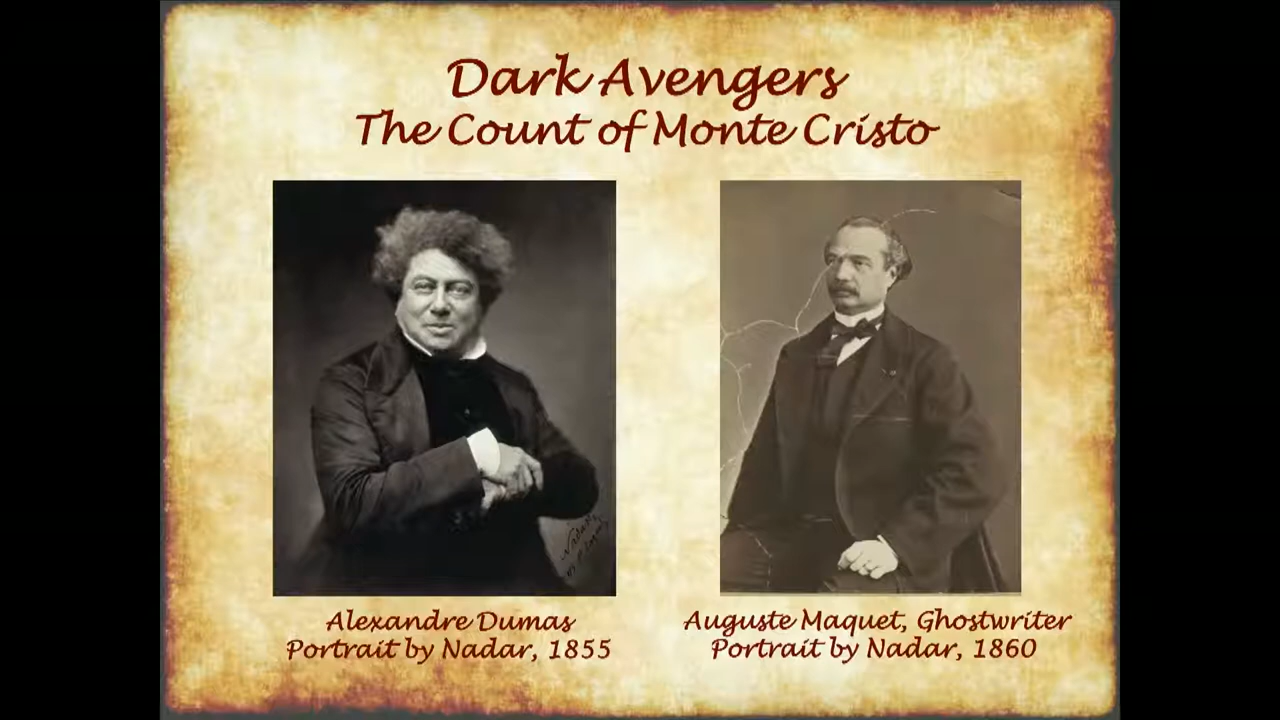 Dark Avengers
The Count of Monte Cristo
Nadar
Alexandre Dumas
Portrait by Nadar, 1855
Auguste Maquet, Ghostwriter
Portrait by Nadar, 1860